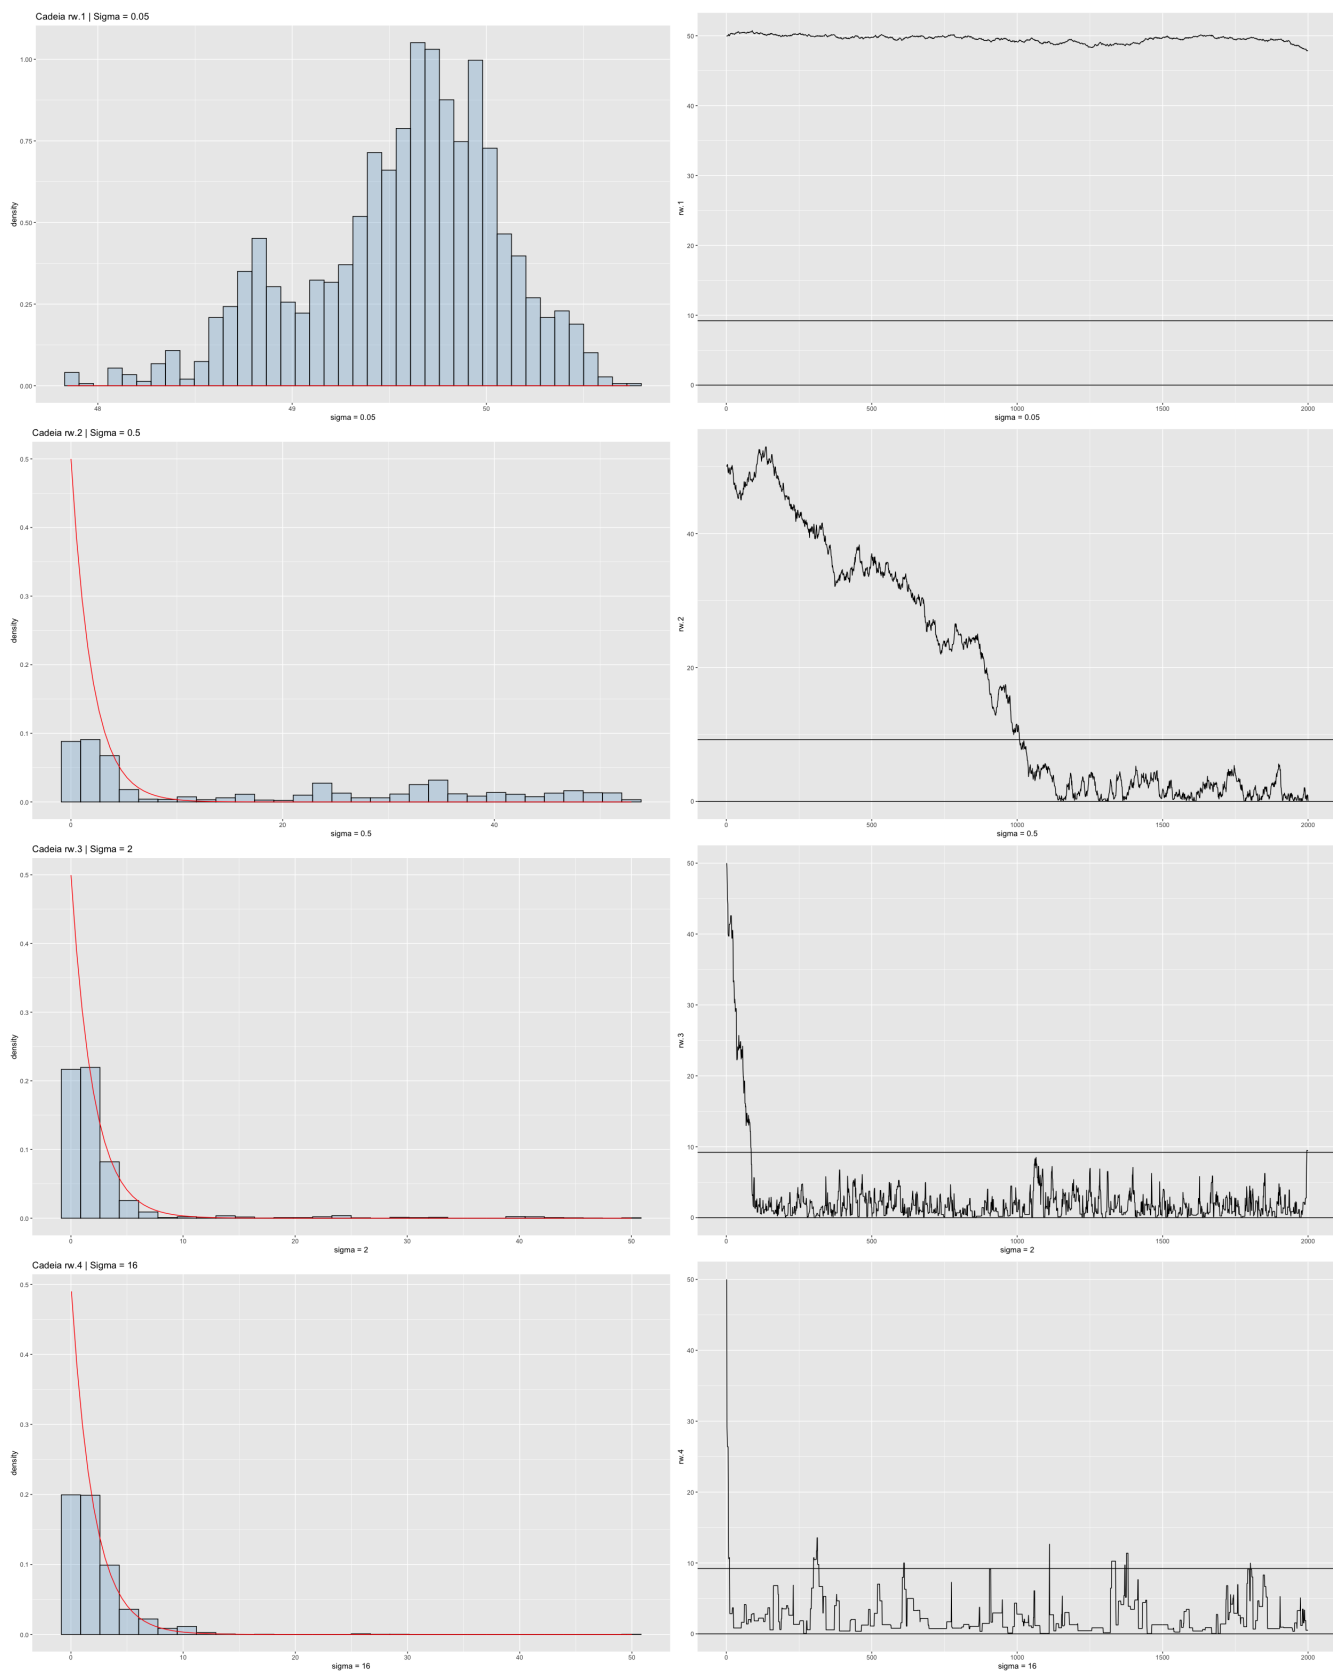 Cadeia rw.1 | Sigma = 0.05
density
1.00
0.75
0.50
0.25
0.00
48 49 50
sigma = 0.05
rw.1
50
40
30
20
10
0
0 500 1000 1500 2000
sigma = 0.05
Cadeia rw.2 | Sigma = 0.5
density
0.5
0.4
0.3
0.2
0.1
0.0
0 20 40
sigma = 0.5
rw.2
40
20
0
0 500 1000 1500 2000
sigma = 0.5
Cadeia rw.3 | Sigma = 2
density
0.5
0.4
0.3
0.2
0.1
0.0
0 10 20 30 40 50
sigma = 2
rw.3
50
40
30
20
10
0
0 500 1000 1500 2000
sigma = 2
Cadeia rw.4 | Sigma = 16
density
0.5
0.4
0.3
0.2
0.1
0.0
0 10 20 30 40 50
sigma = 16
rw.4
50
40
30
20
10
0
0 500 1000 1500 2000
sigma = 16